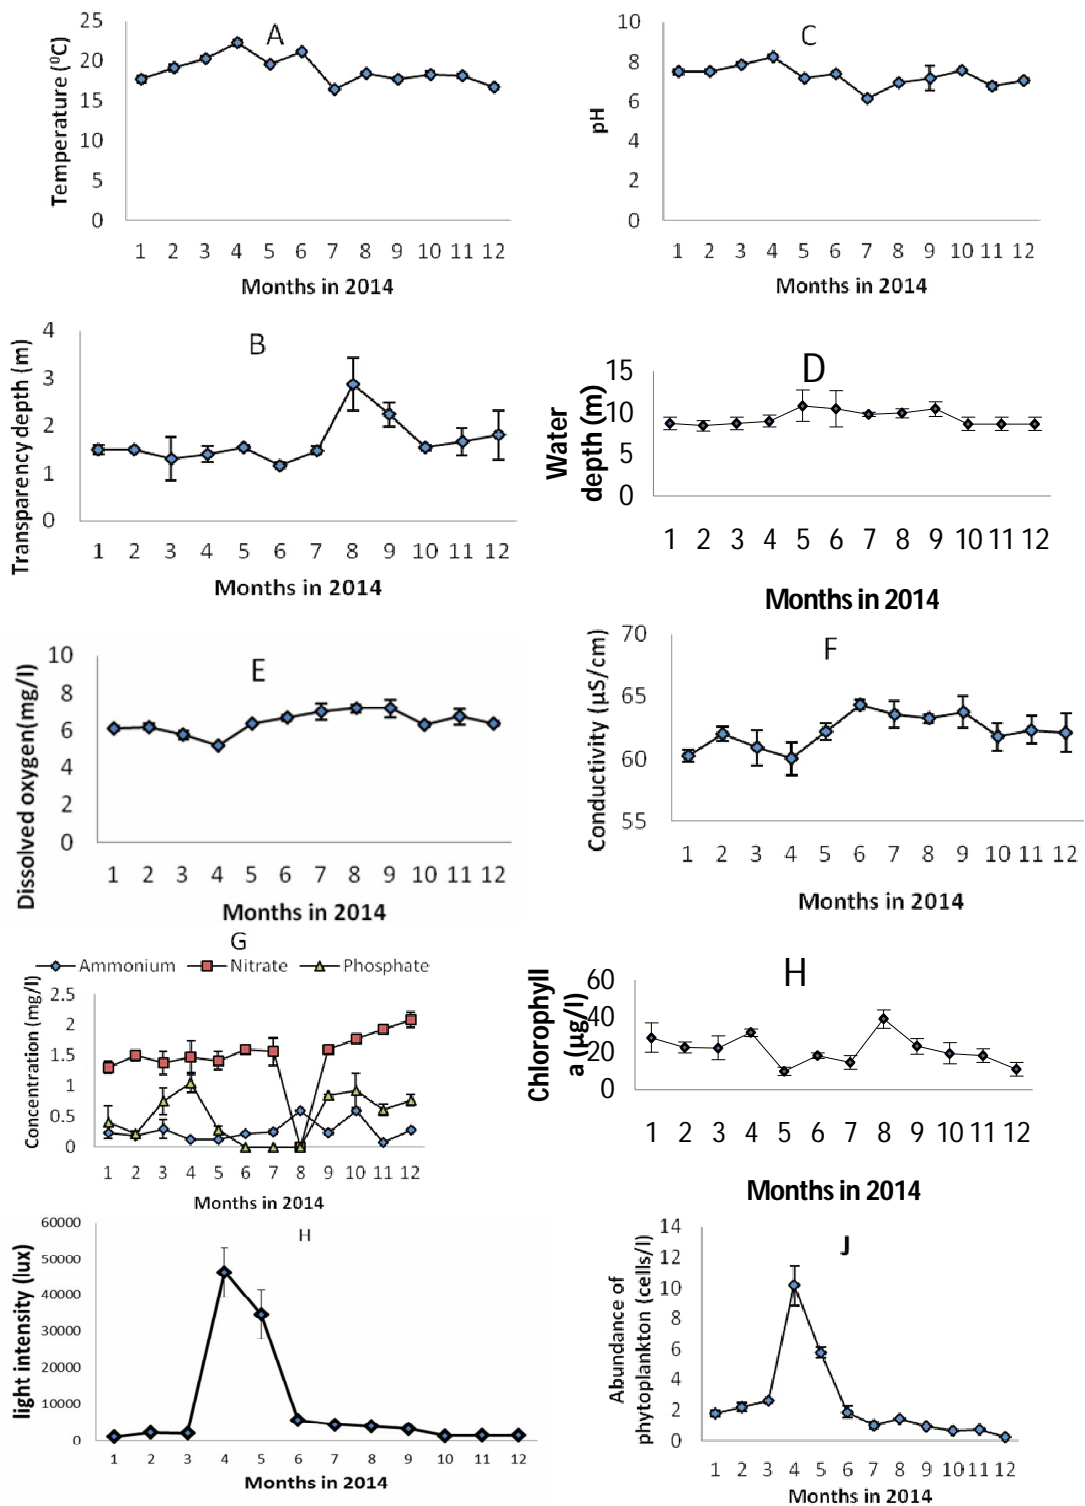 A
Temperature (⁰C)
25
20
15
10
5
0
1 2 3 4 5 6 7 8 9 10 11 12
Months in 2014
C
pH
10
8
6
4
2
0
1 2 3 4 5 6 7 8 9 10 11 12
Months in 2014
B
Transparency depth (m)
4
3
2
1
0
1 2 3 4 5 6 7 8 9 10 11 12
Months in 2014
D
Water
depth (m)
15
10
5
0
1 2 3 4 5 6 7 8 9 10 11 12
Months in 2014
E
Dissolved oxygen(mg/l)
10
8
6
4
2
0
1 2 3 4 5 6 7 8 9 10 11 12
Months in 2014
F
Conductivity (µS/cm)
70
65
60
55
1 2 3 4 5 6 7 8 9 10 11 12
Months in 2014
G
Ammonium Nitrate Phosphate
Concentration (mg/l)
2.5
2
1.5
1
0.5
0
1 2 3 4 5 6 7 8 9 10 11 12
Months in 2014
H
Chlorophyll
a (µg/l)
60
40
20
0
1 2 3 4 5 6 7 8 9 10 11 12
Months in 2014
H
light intensity (lux)
60000
50000
40000
30000
20000
10000
0
1 2 3 4 5 6 7 8 9 10 11 12
Months in 2014
J
Abundance of
phytoplankton (cells/l)
14
12
10
8
6
4
2
0
1 2 3 4 5 6 7 8 9 10 11 12
Months in 2014